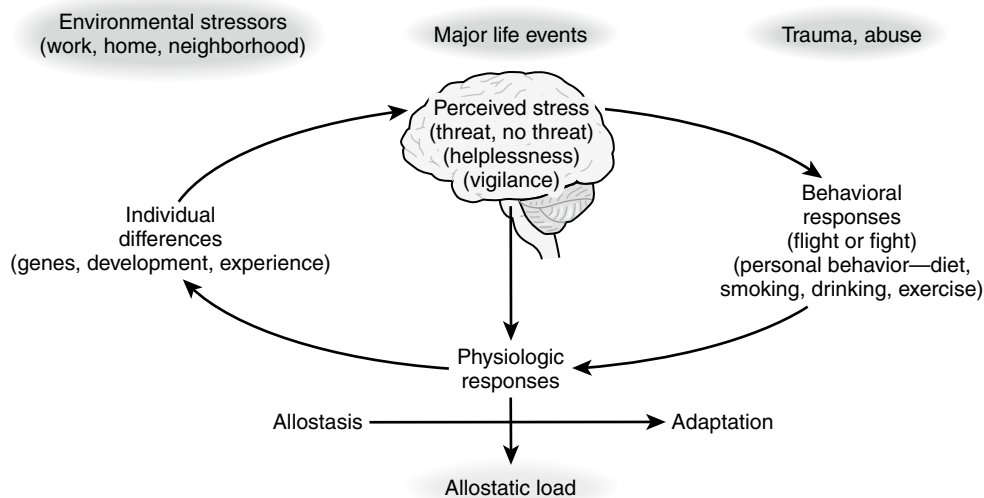 Environmental stressors
(work, home, neighborhood)
Major life events
Trauma, abuse
Perceived stress
(threat, no threat)
(helplessness)
(vigilance)
Individual
differences
(genes, development, experience)
Behavioral
responses
(flight or fight)
(personal behavior—diet,
smoking, drinking, exercise)
Physiologic
responses
Allostasis
Adaptation
Allostatic load